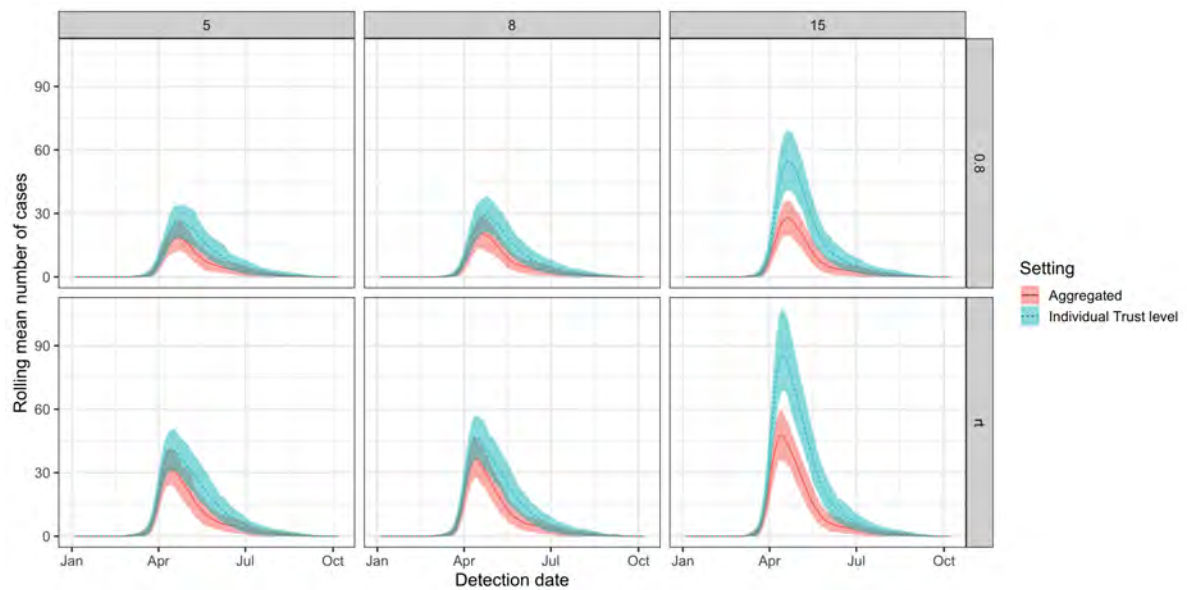 5 8 15
90
60
30
0
0.8
Rolling mean number of cases
Setting
Aggregated
Individual Trust level
90
60
30
0
rt
Jan Apr Jul Oct Jan Apr Jul Oct Jan Apr Jul Oct
Detection date